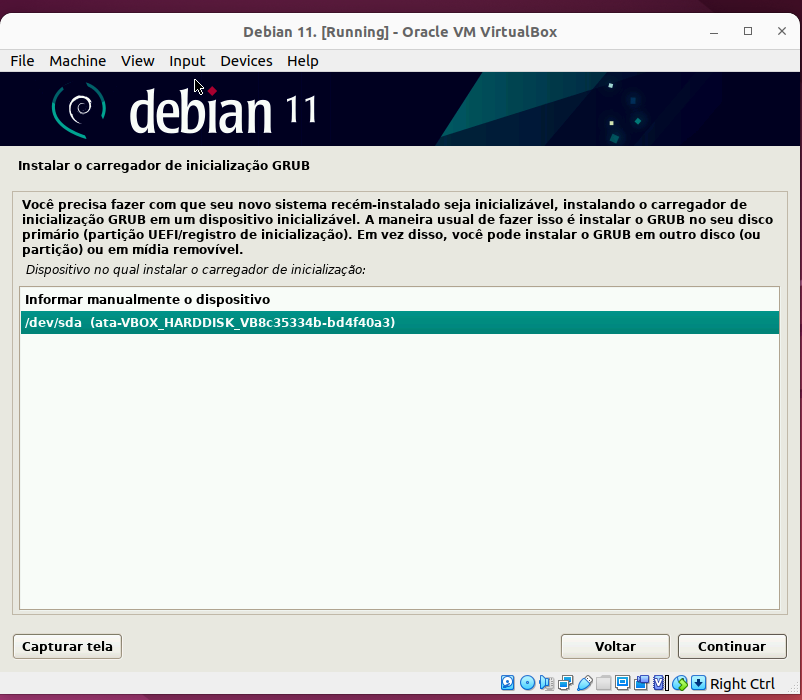 Debian 11. [Running] - Oracle VM VirtualBox
File Machine View Input Devices Help
debian 11
Instalar o carregador de inicialização GRUB
Você precisa fazer com que seu novo sistema recém-instalado seja inicializável, instalando o carregador de
inicialização GRUB em um dispositivo inicializável. A maneira usual de fazer isso é instalar o GRUB no seu disco
primário (partição UEFI/registro de inicialização). Em vez disso, você pode instalar o GRUB em outro disco (ou
partição) ou em mídia removível.
Dispositivo no qual instalar o carregador de inicialização:
Informar manualmente o dispositivo
/dev/sda (ata-VBOX_HARDDISK_VB8c35334b-bd4f40a3)
Capturar tela Voltar Continuar
Right Ctrl